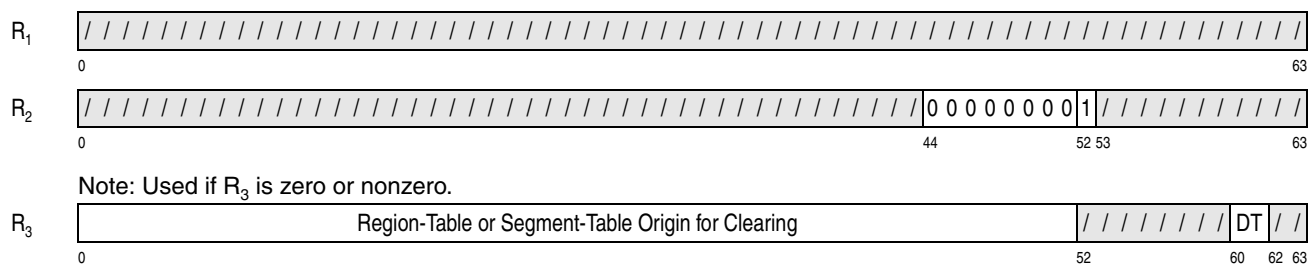 R₁ / / / / / / / / / / / / / / / / / / / / / / / / / / / / / / / / / / / / / / / / / / / / / / / / / / / / / / / / / / / / / / / /
0 63
R₂ / / / / / / / / / / / / / / / / / / / / / / / / / / / / / / / / / / / / / / / / / / / / 0 0 0 0 0 0 0 0 1 / / / / / / / / / / /
0 44 52 53 63
Note: Used if R₃ is zero or nonzero.
R₃ Region-Table or Segment-Table Origin for Clearing / / / / / / / / DT / /
0 52 60 62 63